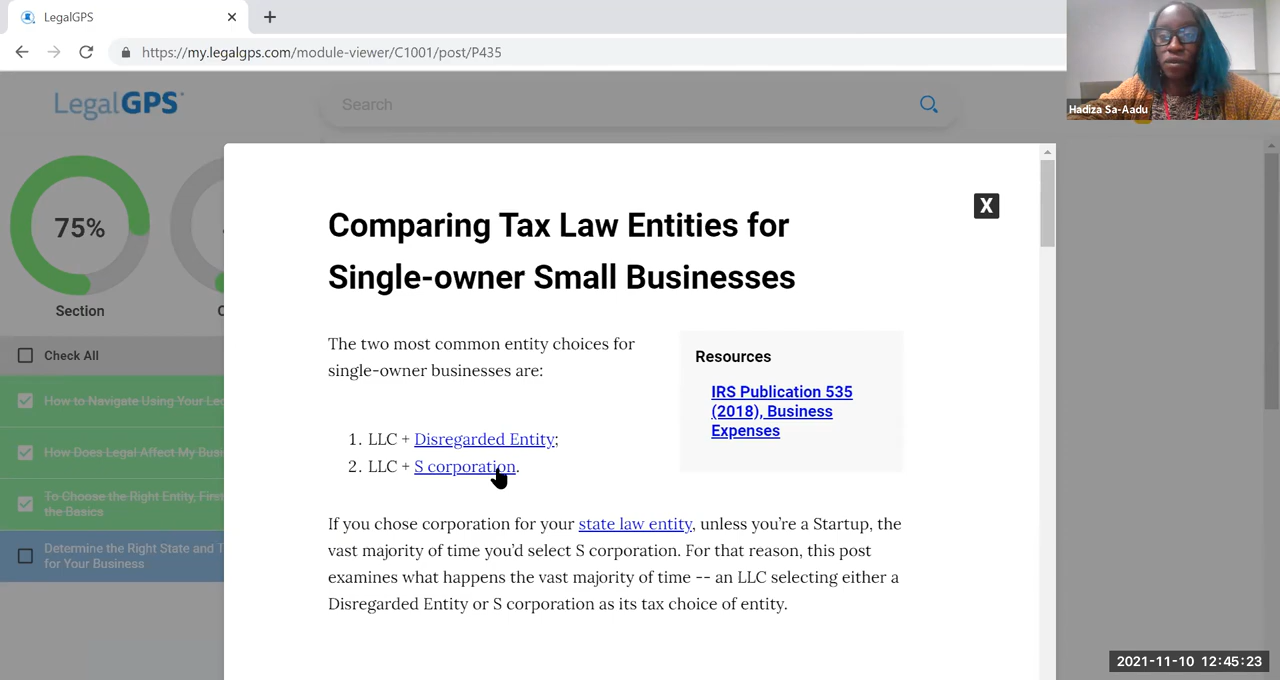 LegalGPS
https://my.legalgps.com/module-viewer/C1001/post/P435
Hadiza Sa-Aadu
LegalGPS
Search
75%
Section
C
Check All
How to Navigate Using Your Leg
How Does Legal Affect My Busi
To Choose the Right Entity, First
the Basics
Determine the Right State and T
for Your Business
X
Comparing Tax Law Entities for
Single-owner Small Businesses
The two most common entity choices for
single-owner businesses are:
1. LLC + Disregarded Entity;
2. LLC + S corporation.
Resources
IRS Publication 535
(2018), Business
Expenses
If you chose corporation for your state law entity, unless you’re a Startup, the
vast majority of time you’d select S corporation. For that reason, this post
examines what happens the vast majority of time -- an LLC selecting either a
Disregarded Entity or S corporation as its tax choice of entity.
2021-11-10 12:45:23